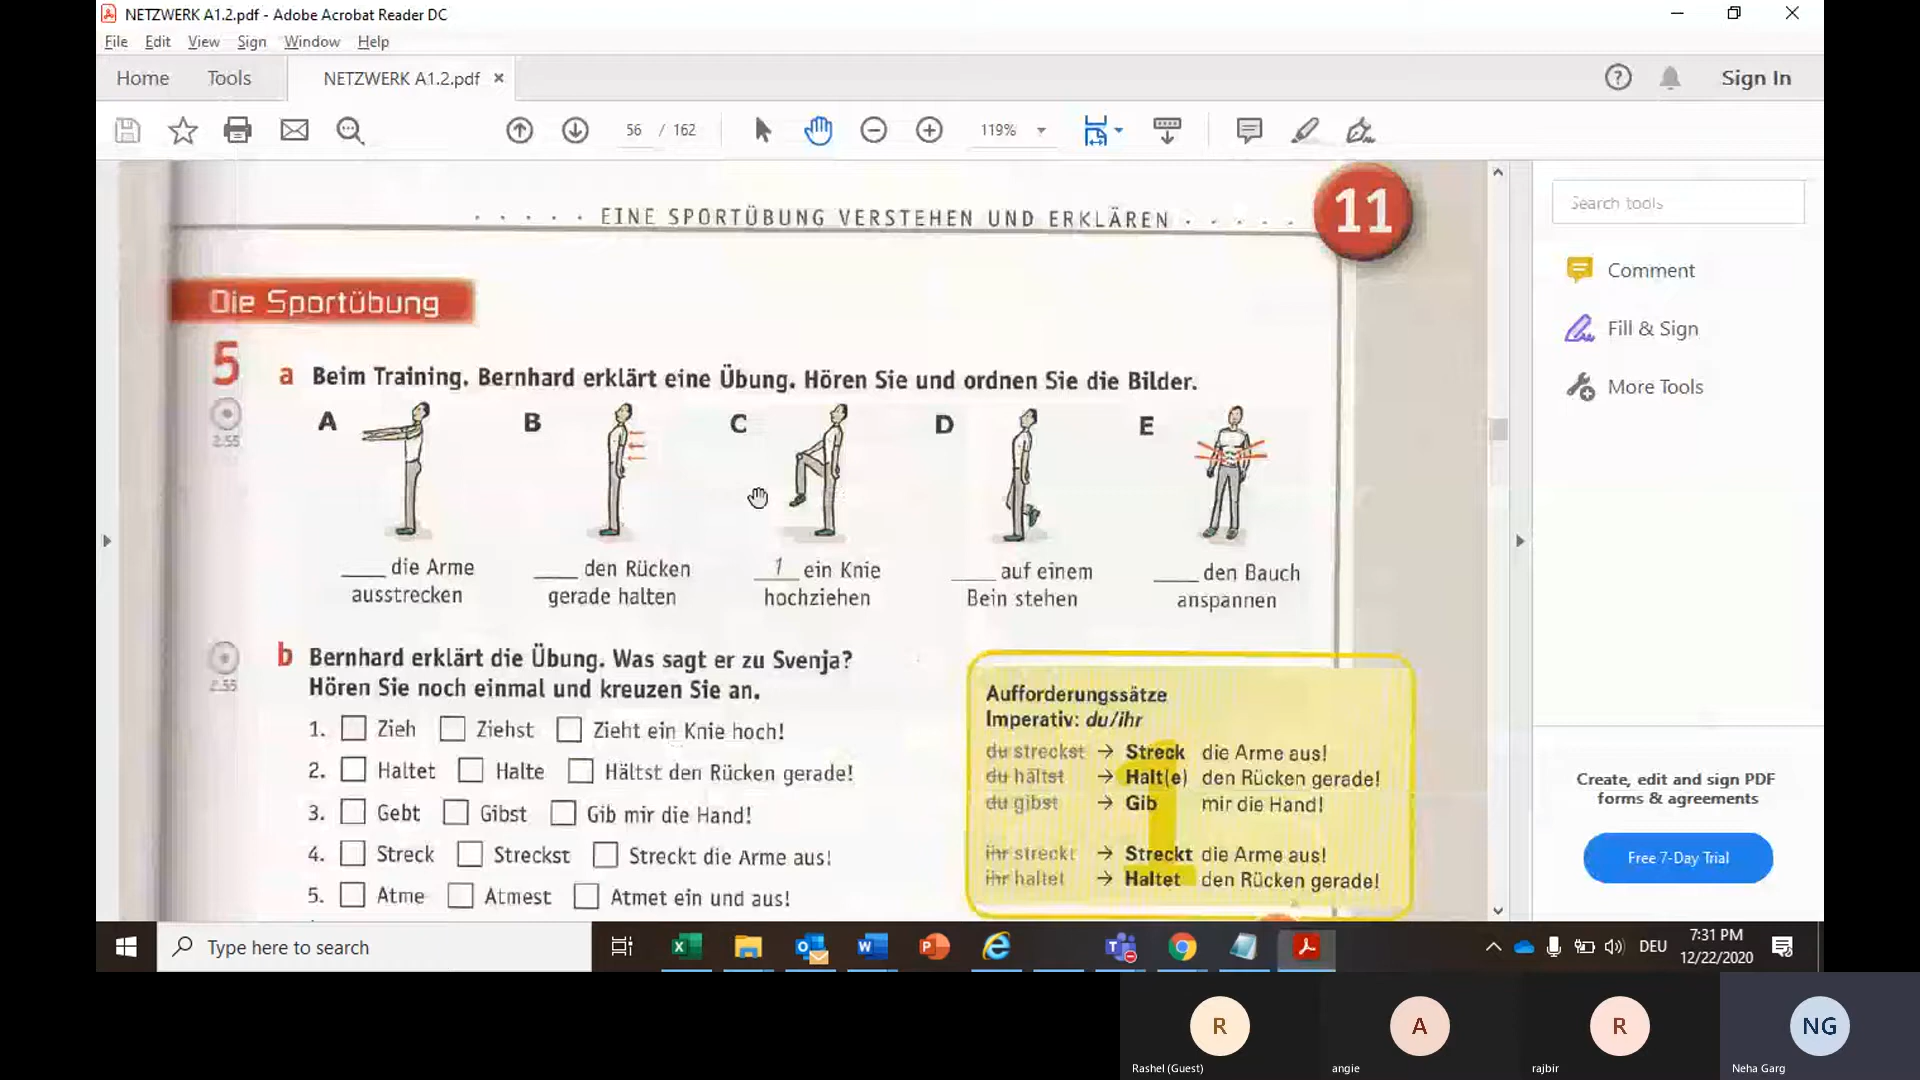 NETZWERK A1.2.pdf - Adobe Acrobat Reader DC
File Edit View Sign Window Help
Home Tools NETZWERK A1.2.pdf × Sign In
56 / 162 119%
· · · · · EINE SPORTÜBUNG VERSTEHEN UND ERKLÄREN · · · · · 11
Die Sportübung
5 a Beim Training. Bernhard erklärt eine Übung. Hören Sie und ordnen Sie die Bilder.
2.55
A B C D E
____ die Arme ausstrecken
____ den Rücken gerade halten
1 ein Knie hochziehen
____ auf einem Bein stehen
____ den Bauch anspannen
b Bernhard erklärt die Übung. Was sagt er zu Svenja?
Hören Sie noch einmal und kreuzen Sie an.
2.55
1. Zieh Ziehst Zieht ein Knie hoch!
2. Haltet Halte Hältst den Rücken gerade!
3. Gebt Gibst Gib mir die Hand!
4. Streck Streckst Streckt die Arme aus!
5. Atme Atmest Atmet ein und aus!
Aufforderungssätze
Imperativ: du/ihr
du streckst → Streck die Arme aus!
du hältst → Halt(e) den Rücken gerade!
du gibst → Gib mir die Hand!
ihr streckt → Streckt die Arme aus!
ihr haltet → Haltet den Rücken gerade!
Search tools
Comment
Fill & Sign
More Tools
Create, edit and sign PDF
forms & agreements
Free 7-Day Trial
Type here to search
DEU
7:31 PM
12/22/2020
R A R NG
Rashel (Guest) angie rajbir Neha Garg